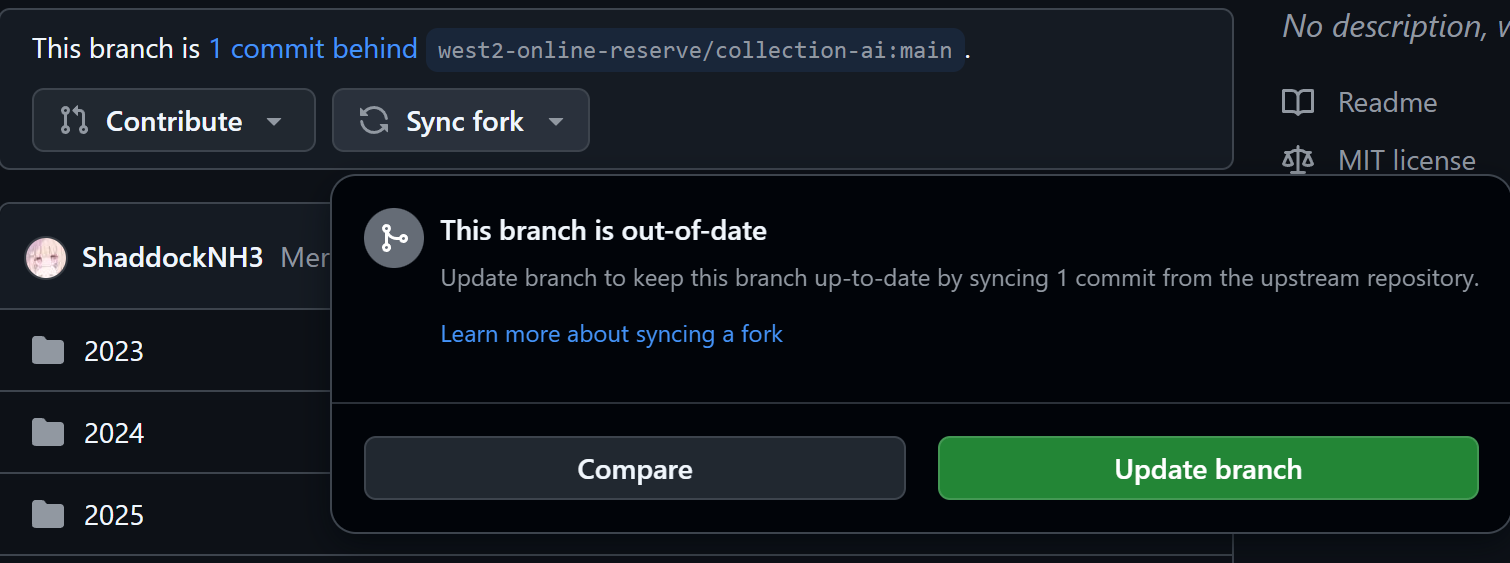 This branch is 1 commit behind west2-online-reserve/collection-ai:main.
No description, w
Contribute
Sync fork
Readme
MIT license
This branch is out-of-date
Update branch to keep this branch up-to-date by syncing 1 commit from the upstream repository.
Learn more about syncing a fork
Compare
Update branch
ShaddockNH3 Mer
2023
2024
2025